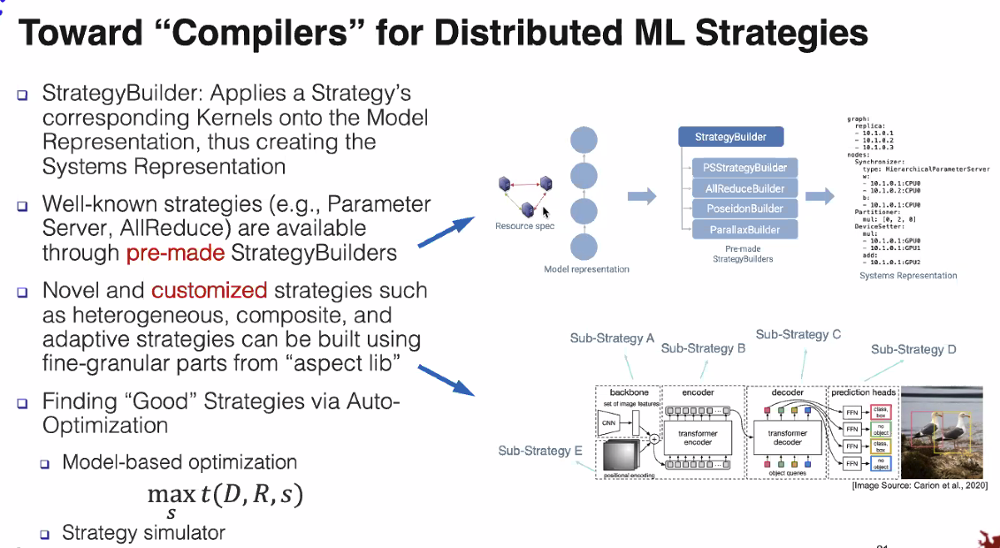 Toward “Compilers” for Distributed ML Strategies
StrategyBuilder: Applies a Strategy’s
corresponding Kernels onto the Model
Representation, thus creating the
Systems Representation
Well-known strategies (e.g., Parameter
Server, AllReduce) are available
through pre-made StrategyBuilders
Novel and customized strategies such
as heterogeneous, composite, and
adaptive strategies can be built using
fine-granular parts from “aspect lib”
Finding “Good” Strategies via Auto-
Optimization
Model-based optimization
max t(D, R, s)
s
Strategy simulator
Resource spec
Model representation
StrategyBuilder
PSStrategyBuilder
AllReduceBuilder
PoseidonBuilder
ParallaxBuilder
Pre-made
StrategyBuilders
graph:
replica:
- 10.1.0.1
- 10.1.0.2
- 10.1.0.3
nodes:
Synchronizer:
type: HierarchicalParameterServer
w:
- 10.1.0.1:CPU0
- 10.1.0.2:CPU0
b:
- 10.1.0.1:CPU0
Partitioner:
mul: [0, 2, 0]
DeviceSetter:
mul:
- 10.1.0.1:GPU0
- 10.1.0.1:GPU1
add:
- 10.1.0.1:GPU2
Systems Representation
Sub-Strategy A
Sub-Strategy B
Sub-Strategy C
Sub-Strategy D
Sub-Strategy E
backbone
set of image features
CNN
positional encoding
encoder
transformer
encoder
decoder
transformer
decoder
object queries
prediction heads
FFN
class,
box
FFN
no
object
FFN
class,
box
FFN
no
object
[Image Source: Carion et al., 2020]